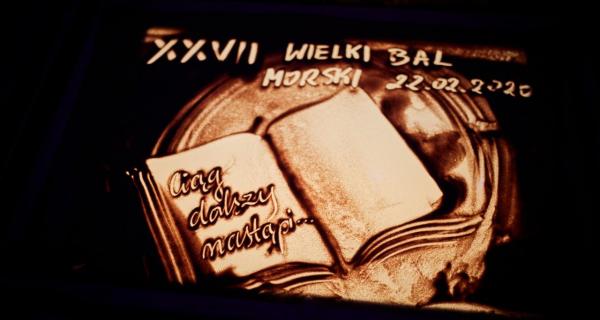 XXVII WIELKI BAL
MORSKI 22.02.2020
Ciąg
dalszy
nastąpi...